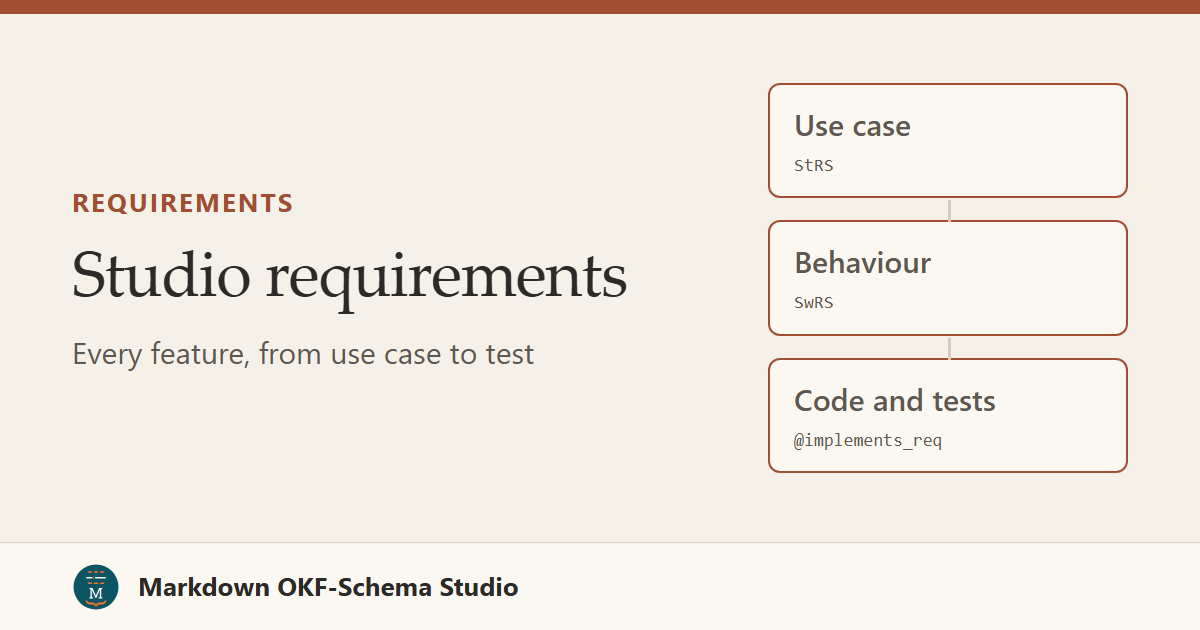 REQUIREMENTS
Studio requirements
Every feature, from use case to test
Use case
StRS
Behaviour
SwRS
Code and tests
@implements_req
M
Markdown OKF-Schema Studio